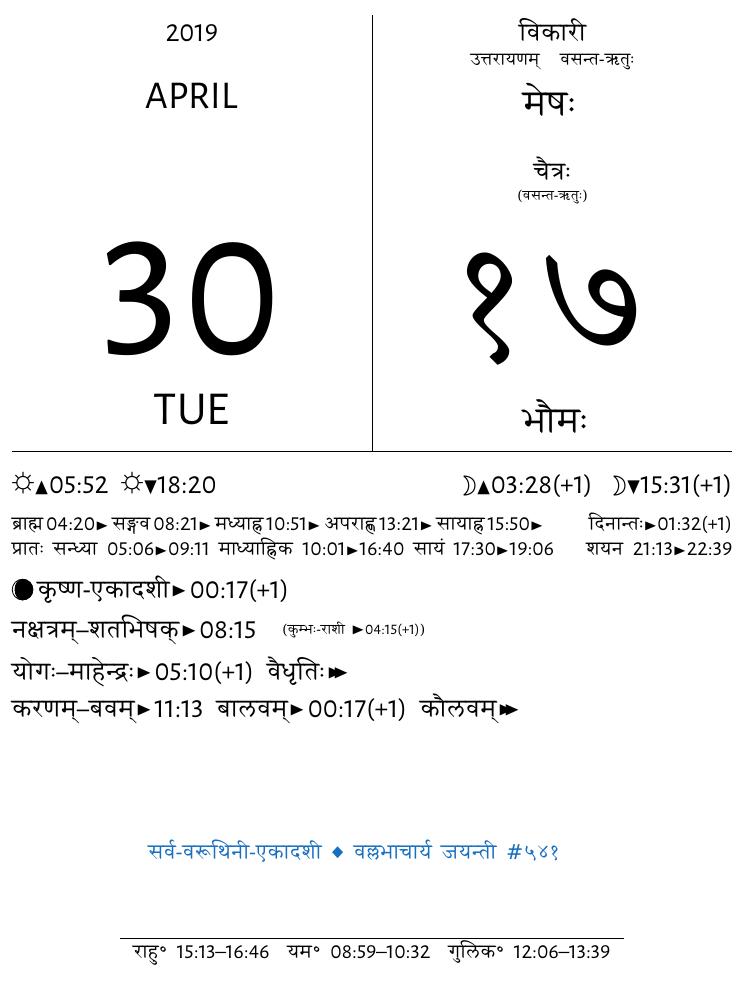 2019
APRIL
30
TUE
विकारी
उत्तरायणम् वसन्त-ऋतुः
मेषः
चैत्रः
(वसन्त-ऋतुः)
१७
भौमः
☼▲05:52 ☼▼18:20 ☽▲03:28(+1) ☽▼15:31(+1)
ब्राह्म 04:20► सङ्गव 08:21► मध्याह्न 10:51► अपराह्ण 13:21► सायाह्न 15:50► दिनान्तः►01:32(+1)
प्रातः सन्ध्या 05:06►09:11 माध्याह्निक 10:01►16:40 सायं 17:30►19:06 शयन 21:13►22:39
कृष्ण-एकादशी►00:17(+1)
नक्षत्रम्–शतभिषक्►08:15 (कुम्भः-राशी ►04:15(+1))
योगः–माहेन्द्रः►05:10(+1) वैधृतिः►►
करणम्–बवम्►11:13 बालवम्►00:17(+1) कौलवम्►►
सर्व-वरूथिनी-एकादशी ◆ वल्लभाचार्य जयन्ती #५४१
राहु° 15:13–16:46 यम° 08:59–10:32 गुलिक° 12:06–13:39